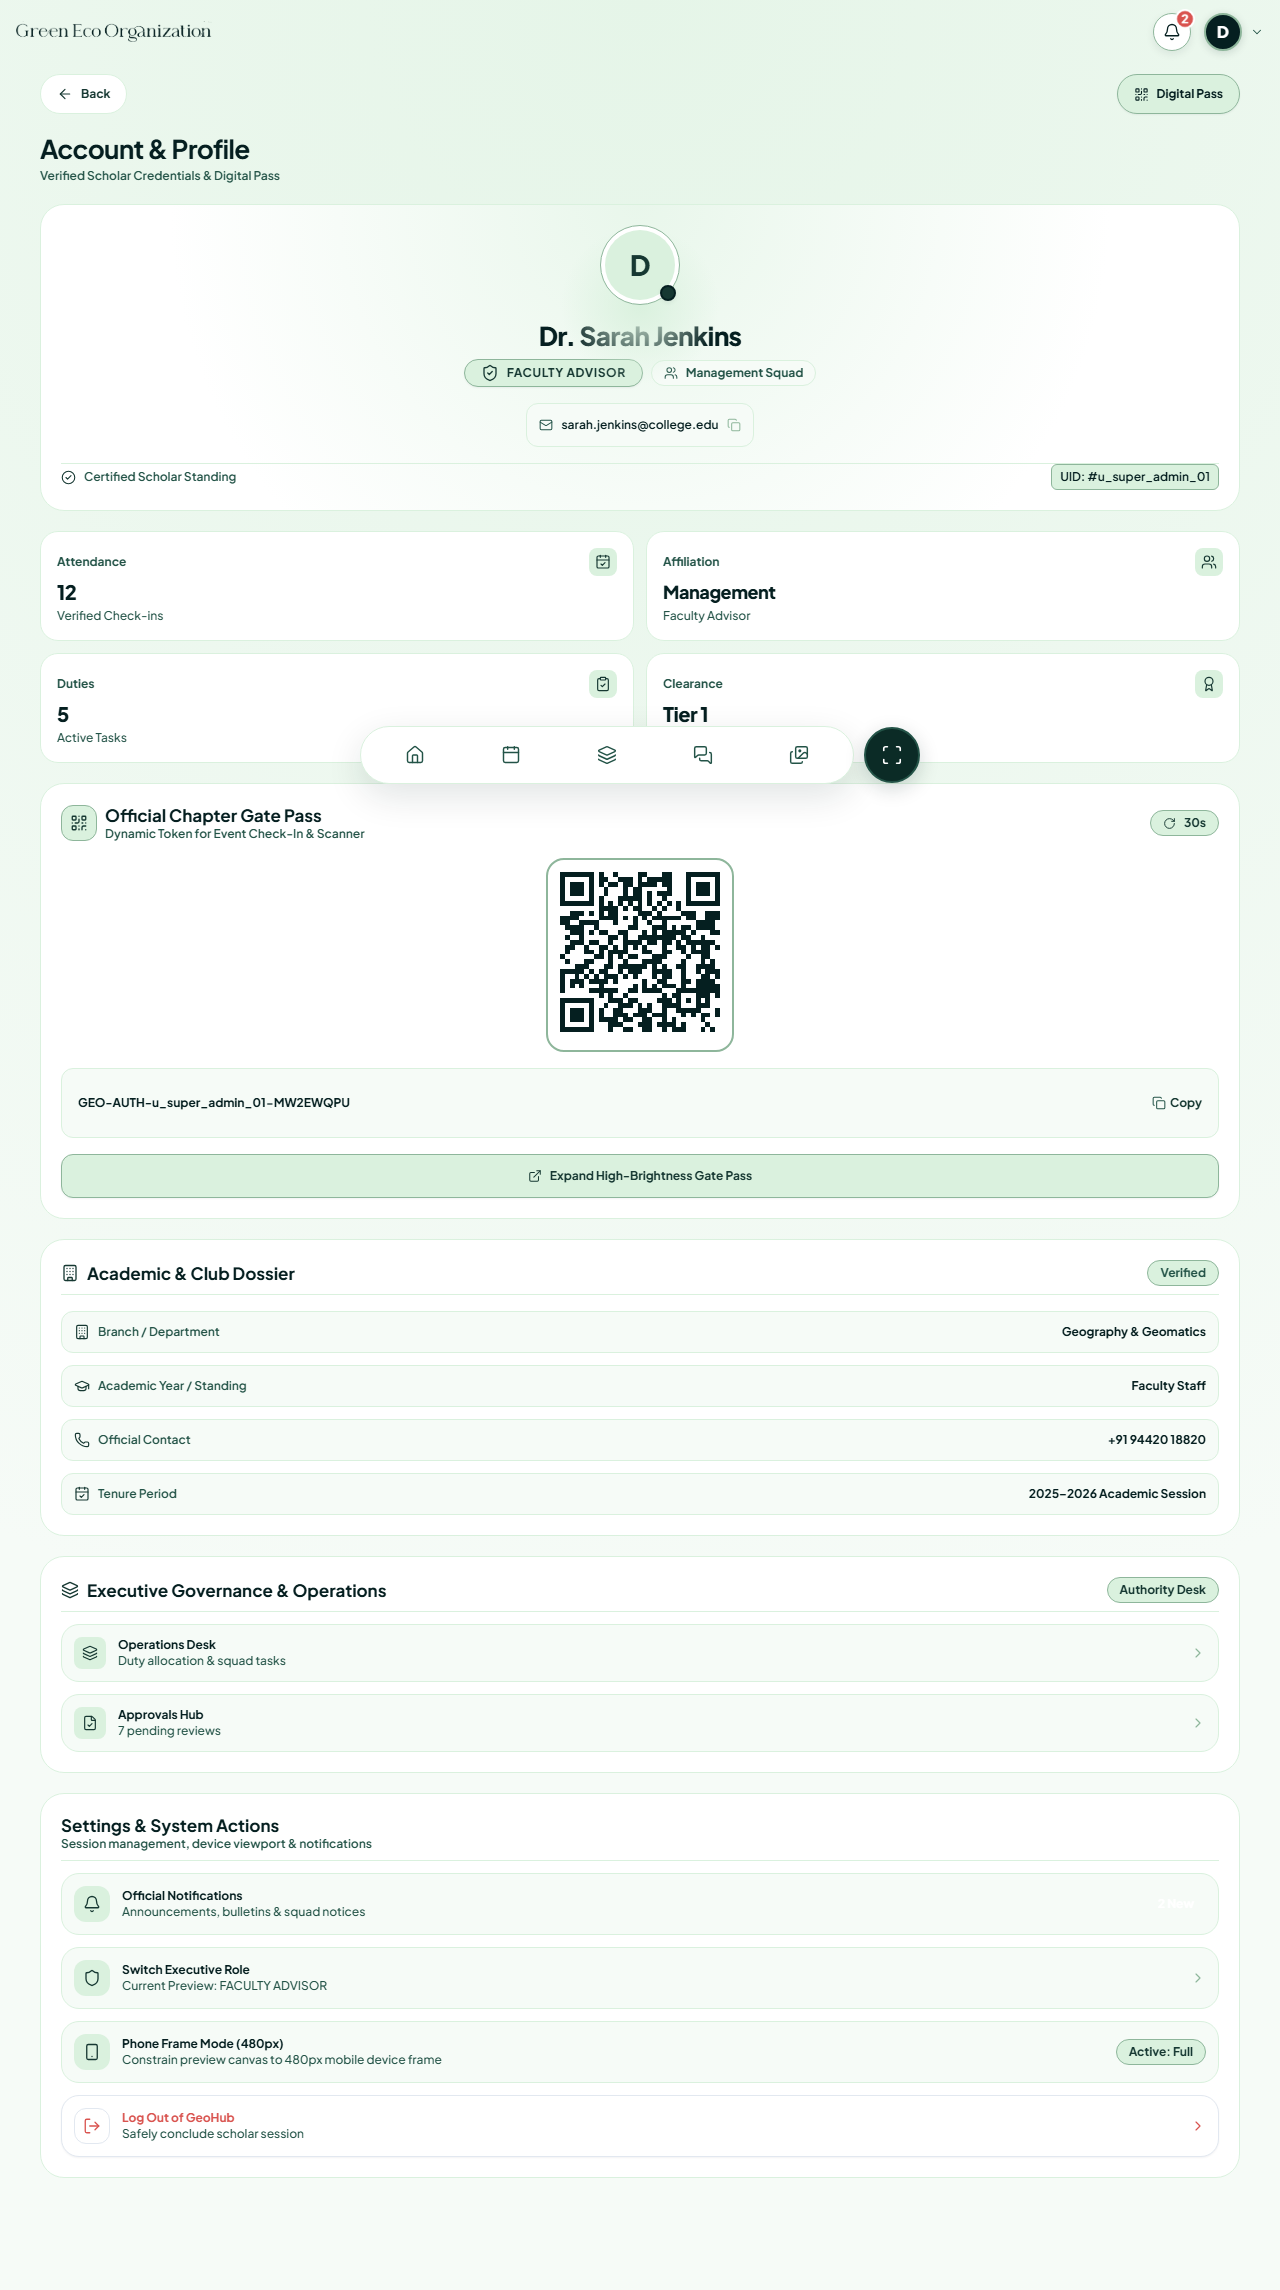 Green Eco Organization
2
D
Back
Digital Pass
Account & Profile
Verified Scholar Credentials & Digital Pass
D
Dr. Sarah Jenkins
FACULTY ADVISOR
Management Squad
sarah.jenkins@college.edu
Certified Scholar Standing
UID: #u_super_admin_01
Attendance
12
Verified Check-ins
Affiliation
Management
Faculty Advisor
Duties
5
Active Tasks
Clearance
Tier 1
Official Chapter Gate Pass
Dynamic Token for Event Check-In & Scanner
30s
GEO-AUTH-u_super_admin_01-MW2EWQPU
Copy
Expand High-Brightness Gate Pass
Academic & Club Dossier
Verified
Branch / Department
Geography & Geomatics
Academic Year / Standing
Faculty Staff
Official Contact
+91 94420 18820
Tenure Period
2025-2026 Academic Session
Executive Governance & Operations
Authority Desk
Operations Desk
Duty allocation & squad tasks
Approvals Hub
7 pending reviews
Settings & System Actions
Session management, device viewport & notifications
Official Notifications
Announcements, bulletins & squad notices
2 New
Switch Executive Role
Current Preview: FACULTY ADVISOR
Phone Frame Mode (480px)
Constrain preview canvas to 480px mobile device frame
Active: Full
Log Out of GeoHub
Safely conclude scholar session